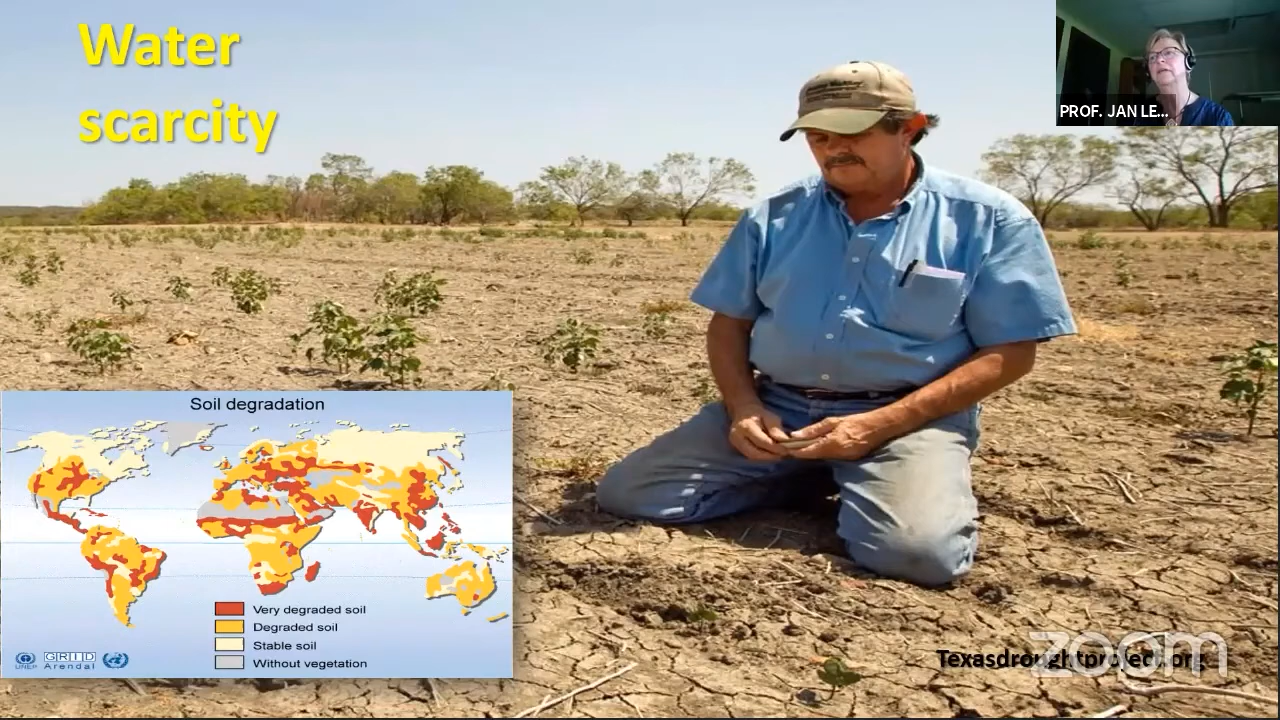 Water
scarcity
PROF. JAN LE...
Soil degradation
Very degraded soil
Degraded soil
Stable soil
Without vegetation
UNEP
GRID
Arendal
Texasdroughtproject.org
zoom